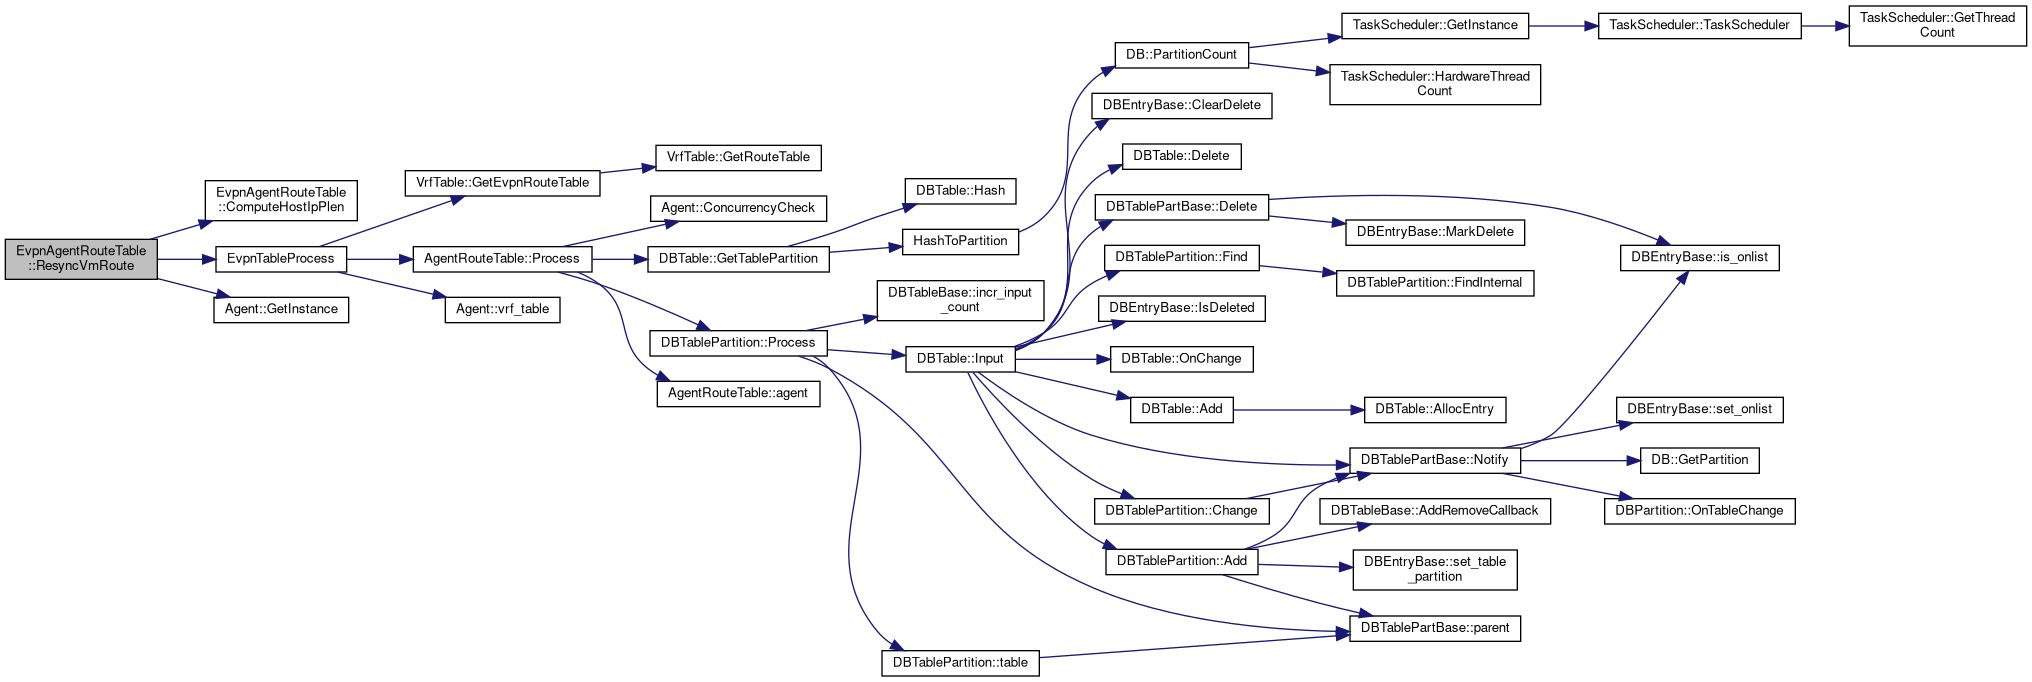 EvpnAgentRouteTable
::ResyncVmRoute
EvpnAgentRouteTable
::ComputeHostIpPlen
EvpnTableProcess
Agent::GetInstance
VrfTable::GetEvpnRouteTable
AgentRouteTable::Process
Agent::vrf_table
VrfTable::GetRouteTable
Agent::ConcurrencyCheck
DBTable::GetTablePartition
DBTablePartition::Process
AgentRouteTable::agent
DBTable::Hash
HashToPartition
DBTableBase::incr_input
_count
DBTable::Input
DBTablePartition::table
DB::PartitionCount
DBEntryBase::ClearDelete
DBTable::Delete
DBTablePartBase::Delete
DBTablePartition::Find
DBEntryBase::IsDeleted
DBTable::OnChange
DBTable::Add
DBTablePartition::Change
DBTablePartition::Add
TaskScheduler::GetInstance
TaskScheduler::HardwareThread
Count
DBEntryBase::MarkDelete
DBTablePartition::FindInternal
DBTable::AllocEntry
DBTablePartBase::Notify
DBTableBase::AddRemoveCallback
DBEntryBase::set_table
_partition
DBTablePartBase::parent
TaskScheduler::TaskScheduler
DBEntryBase::is_onlist
DBEntryBase::set_onlist
DB::GetPartition
DBPartition::OnTableChange
TaskScheduler::GetThread
Count